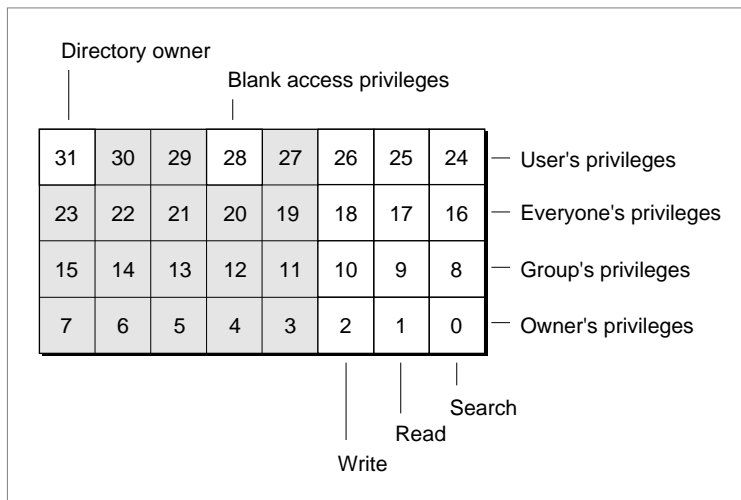 Directory owner
Blank access privileges
31 30 29 28 27 26 25 24 User's privileges
23 22 21 20 19 18 17 16 Everyone's privileges
15 14 13 12 11 10 9 8 Group's privileges
7 6 5 4 3 2 1 0 Owner's privileges
Search
Read
Write